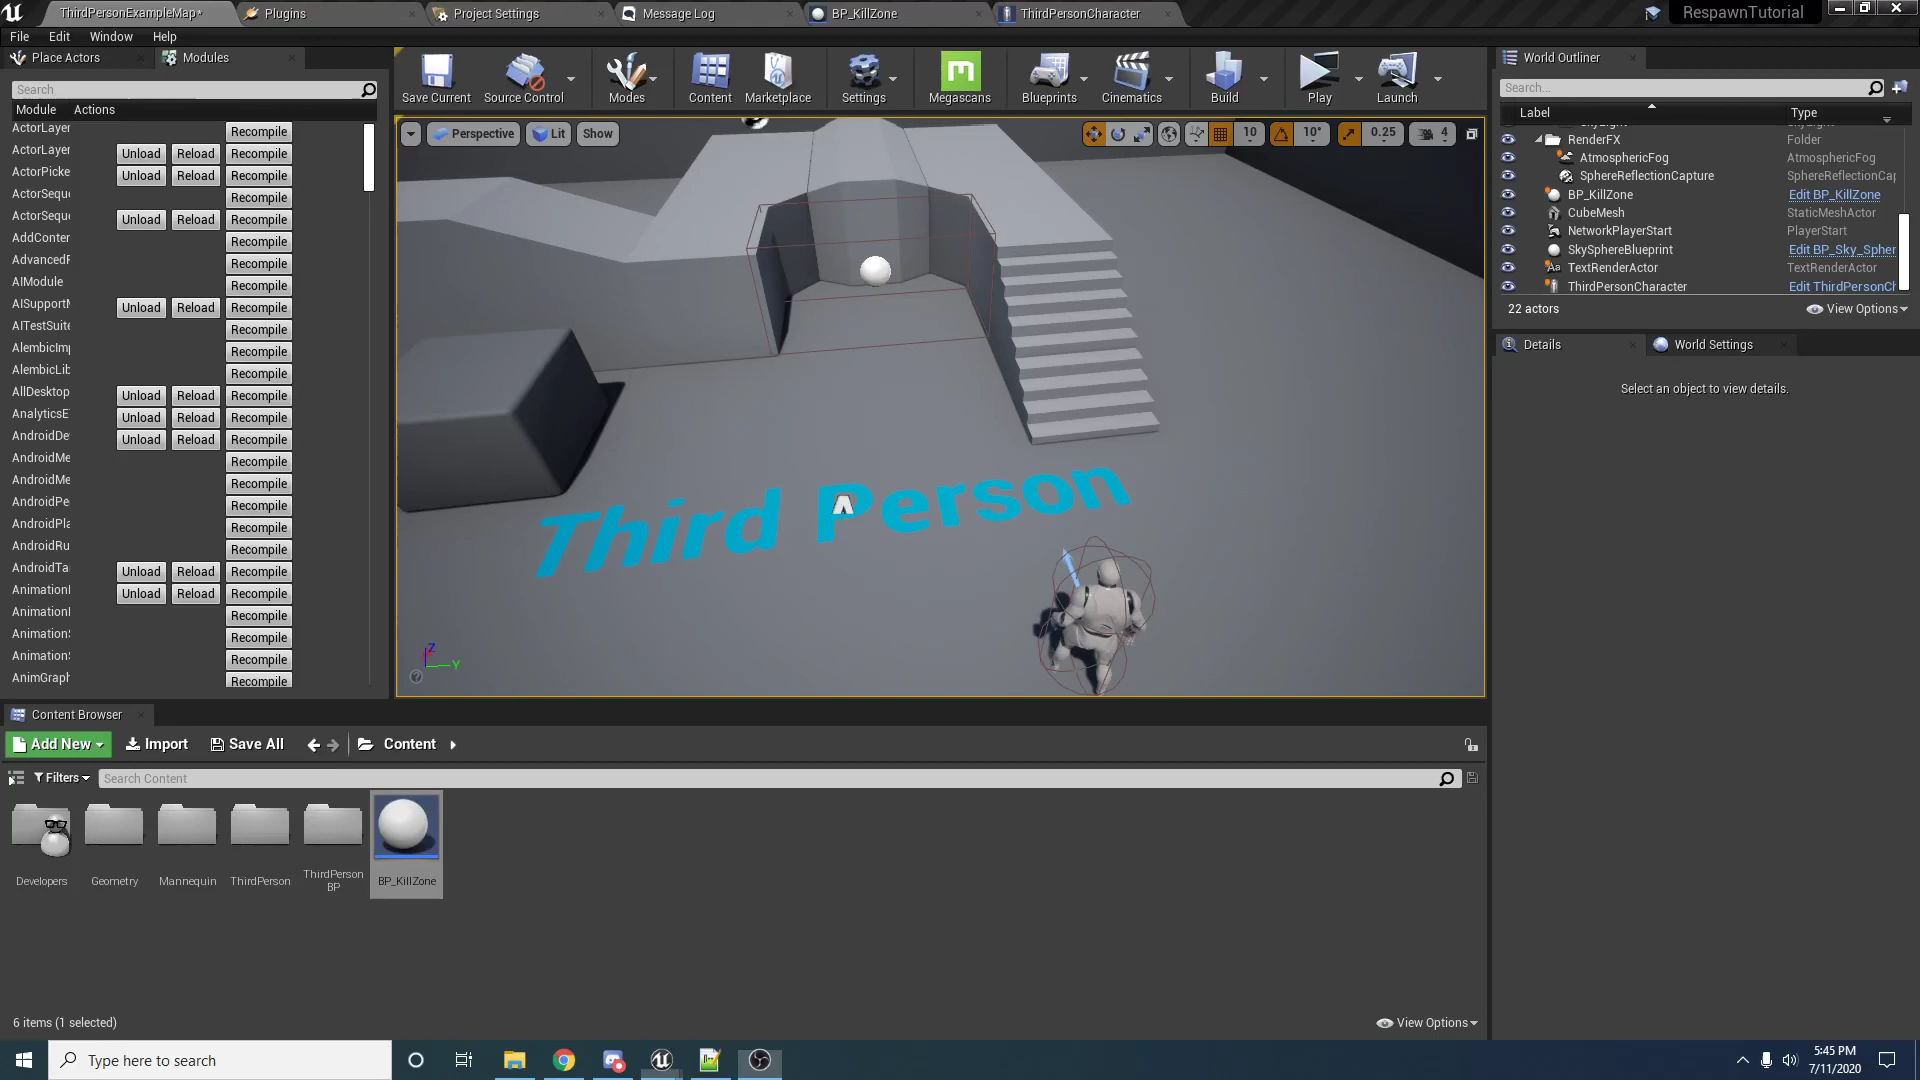 ThirdPersonExampleMap*
Plugins
Project Settings
Message Log
BP_KillZone
ThirdPersonCharacter
RespawnTutorial
File Edit Window Help
Place Actors
Modules
Search
Module Actions
ActorLayer Recompile
ActorLayer Unload Reload Recompile
ActorPicke Unload Reload Recompile
ActorSequ Recompile
ActorSequ Unload Reload Recompile
AddConter Recompile
AdvancedF Recompile
AIModule Recompile
AISupportM Unload Reload Recompile
AITestSuite Recompile
AlembicImp Recompile
AlembicLib Recompile
AllDesktop Unload Reload Recompile
AnalyticsE Unload Reload Recompile
AndroidDe Unload Reload Recompile
AndroidMe Recompile
AndroidMe Recompile
AndroidPe Recompile
AndroidPla Recompile
AndroidRu Recompile
AndroidTa Unload Reload Recompile
Animation Unload Reload Recompile
Animation Recompile
Animation Recompile
Animation Recompile
AnimGraph Recompile
Save Current
Source Control
Modes
Content
Marketplace
Settings
Megascans
Blueprints
Cinematics
Build
Play
Launch
Perspective
Lit
Show
10
10°
0.25
4
Third Person
Z
Y
World Outliner
Search...
Label Type
RenderFX Folder
AtmosphericFog AtmosphericFog
SphereReflectionCapture SphereReflectionCap
BP_KillZone Edit BP_KillZone
CubeMesh StaticMeshActor
NetworkPlayerStart PlayerStart
SkySphereBlueprint Edit BP_Sky_Spher
TextRenderActor TextRenderActor
ThirdPersonCharacter Edit ThirdPersonCh
22 actors
View Options
Details
World Settings
Select an object to view details.
Content Browser
Add New
Import
Save All
Content
Filters
Search Content
Developers
Geometry
Mannequin
ThirdPerson
ThirdPerson
BP
BP_KillZone
6 items (1 selected)
View Options
Type here to search
5:45 PM
7/11/2020